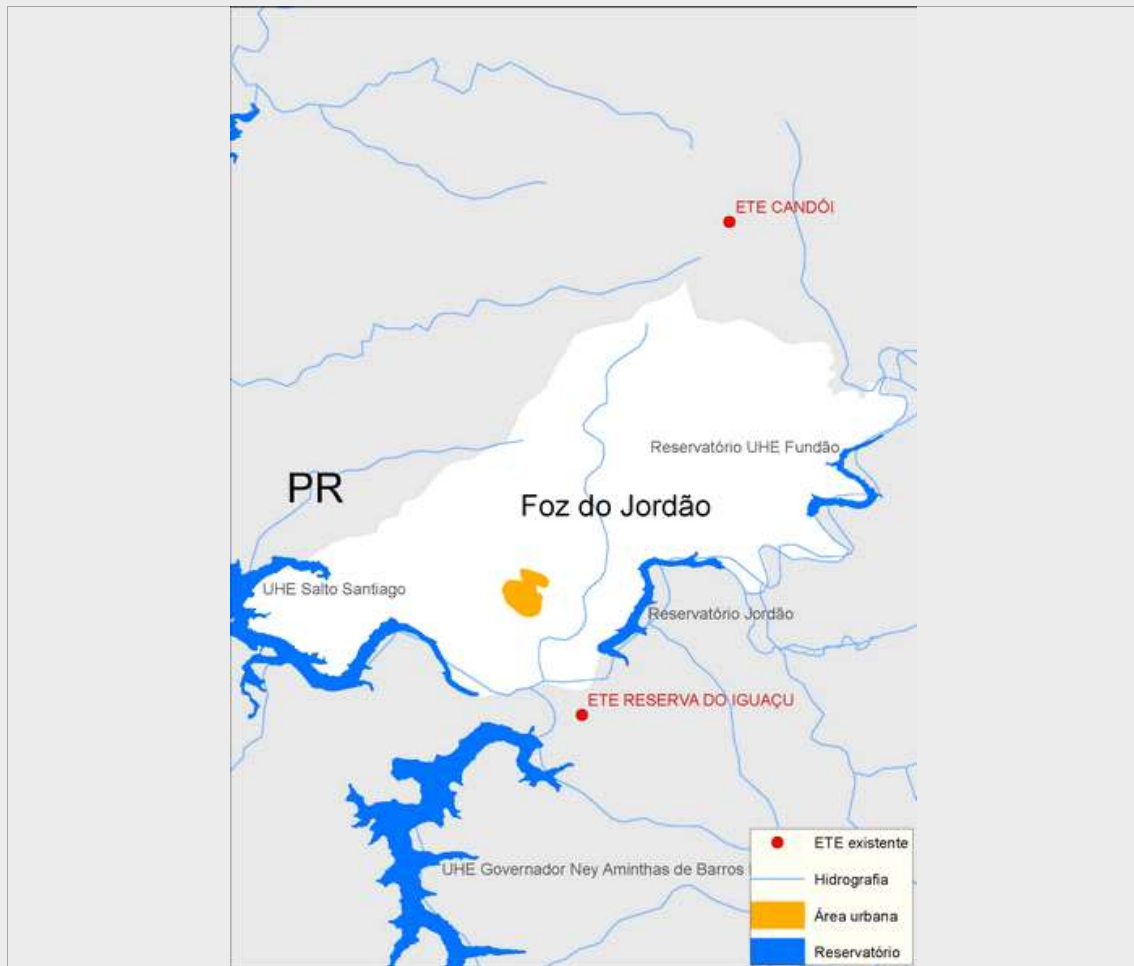 ETE CANDÓI
Reservatório UHE Fundão
PR
Foz do Jordão
UHE Salto Santiago
Reservatório Jordão
ETE RESERVA DO IGUAÇU
UHE Governador Ney Aminthas de Barros
ETE existente
Hidrografia
Área urbana
Reservatório